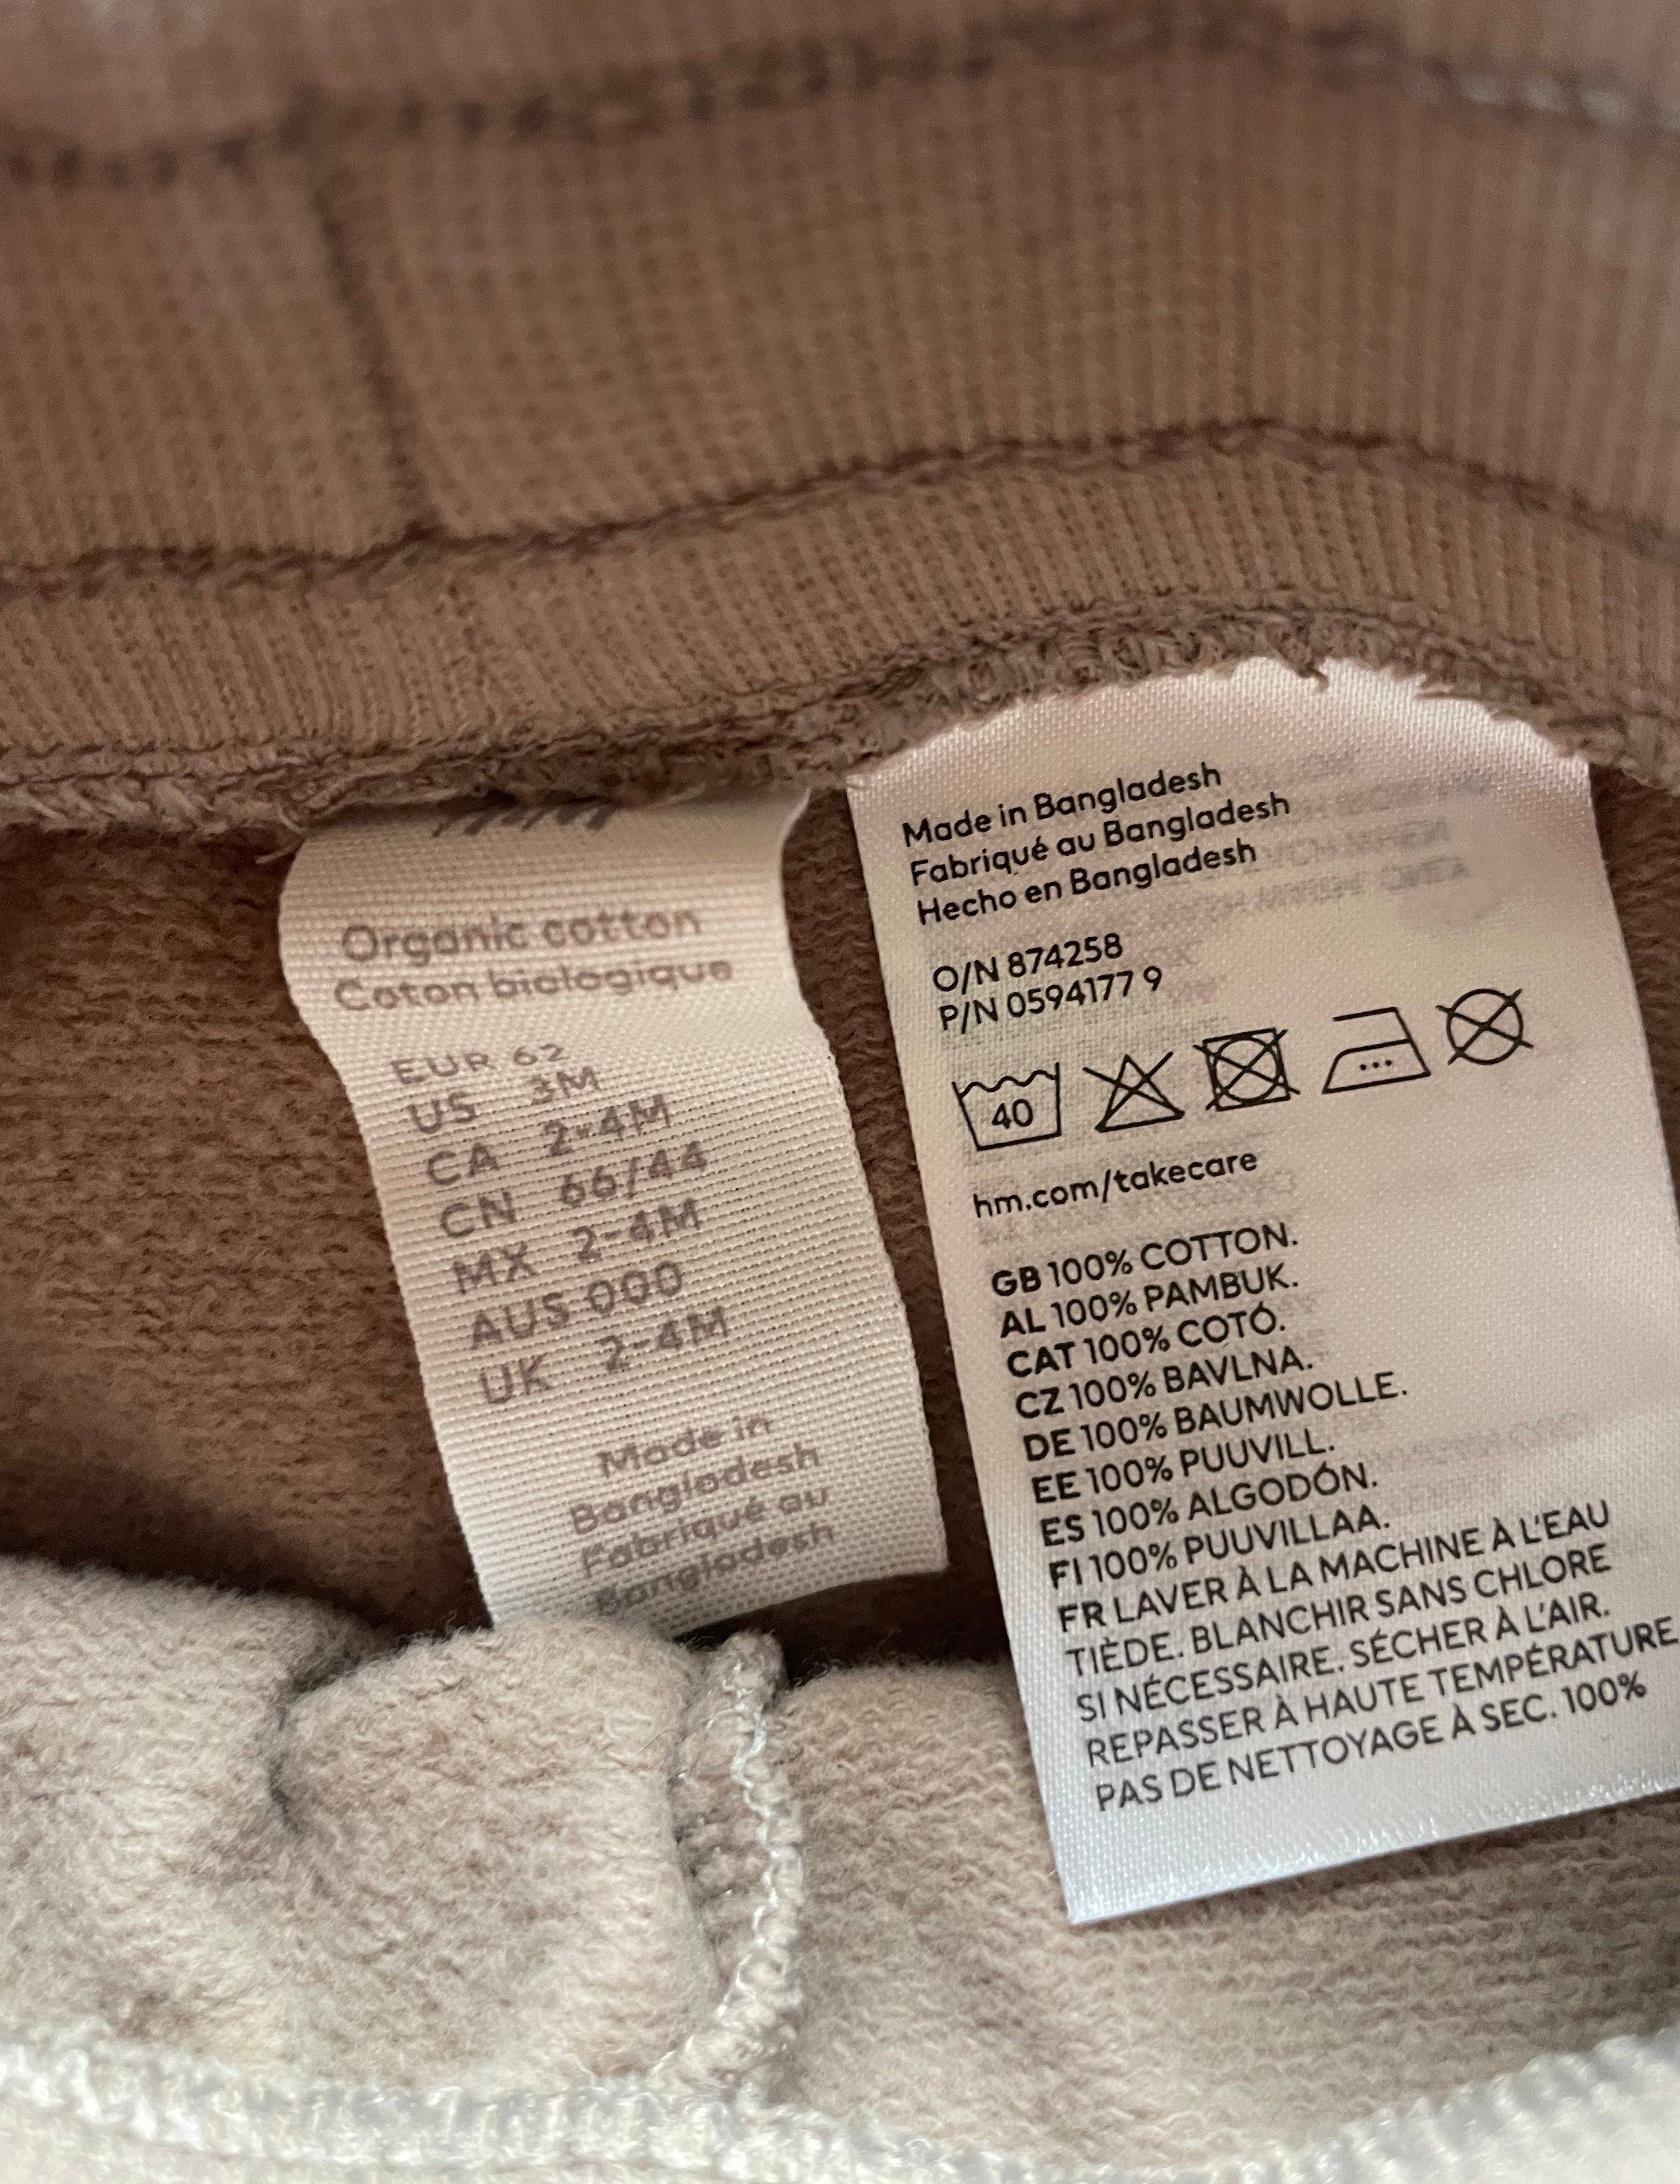 Organic cotton
Coton biologique
EUR 62
US 3M
CA 2-4M
CN 66/44
MX 2-4M
AUS 000
UK 2-4M
Made in
Bangladesh
Fabriqué au
Bangladesh
Made in Bangladesh
Fabriqué au Bangladesh
Hecho en Bangladesh
O/N 874258
P/N 0594177 9
40
hm.com/takecare
GB 100% COTTON.
AL 100% PAMBUK.
CAT 100% COTÓ.
CZ 100% BAVLNA.
DE 100% BAUMWOLLE.
EE 100% PUUVILL.
ES 100% ALGODÓN.
FI 100% PUUVILLAA.
FR LAVER À LA MACHINE À L'EAU
TIÈDE. BLANCHIR SANS CHLORE
SI NÉCESSAIRE. SÉCHER À L'AIR.
REPASSER À HAUTE TEMPÉRATURE
PAS DE NETTOYAGE À SEC. 100%